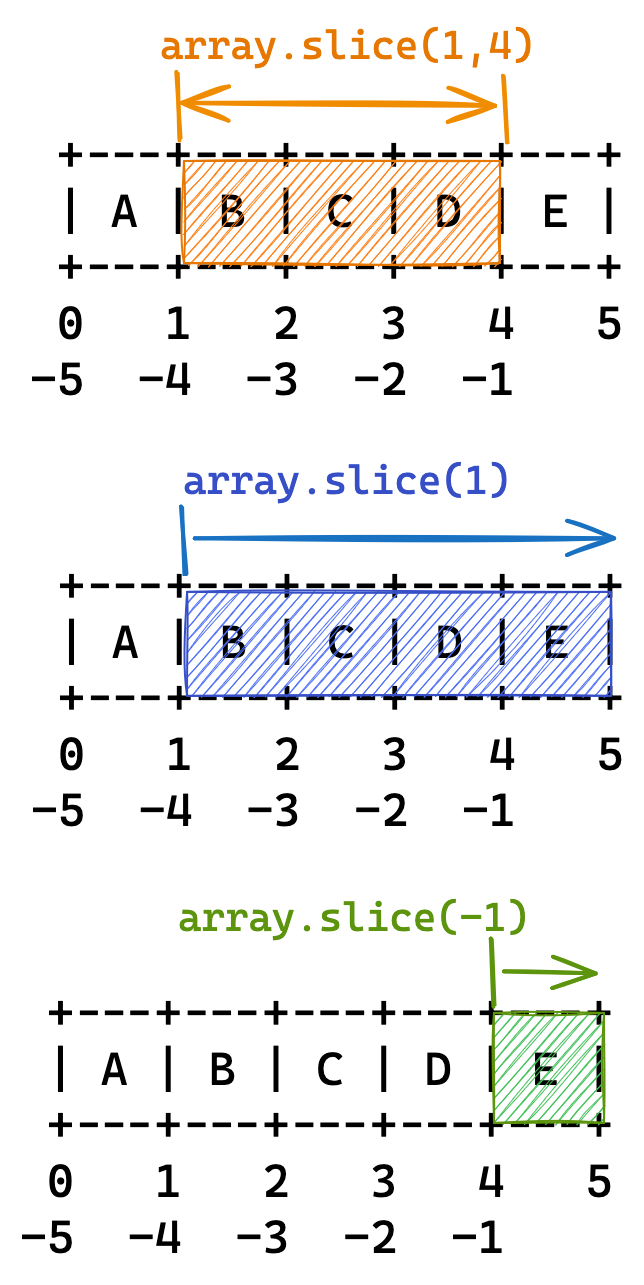 array.slice(1,4)
| A | B | C | D | E |
0 1 2 3 4 5
-5 -4 -3 -2 -1
array.slice(1)
| A | B | C | D | E |
0 1 2 3 4 5
-5 -4 -3 -2 -1
array.slice(-1)
| A | B | C | D | E |
0 1 2 3 4 5
-5 -4 -3 -2 -1